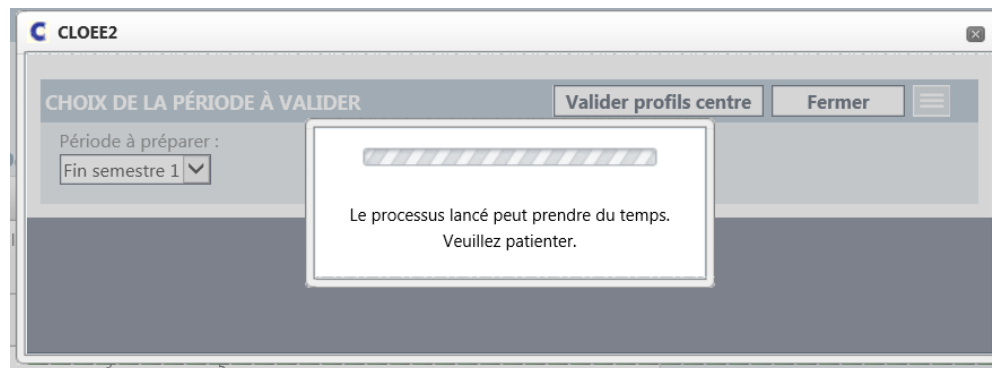 C CLOEE2
CHOIX DE LA PÉRIODE À VALIDER
Valider profils centre
Fermer
Période à préparer :
Fin semestre 1
Le processus lancé peut prendre du temps.
Veuillez patienter.